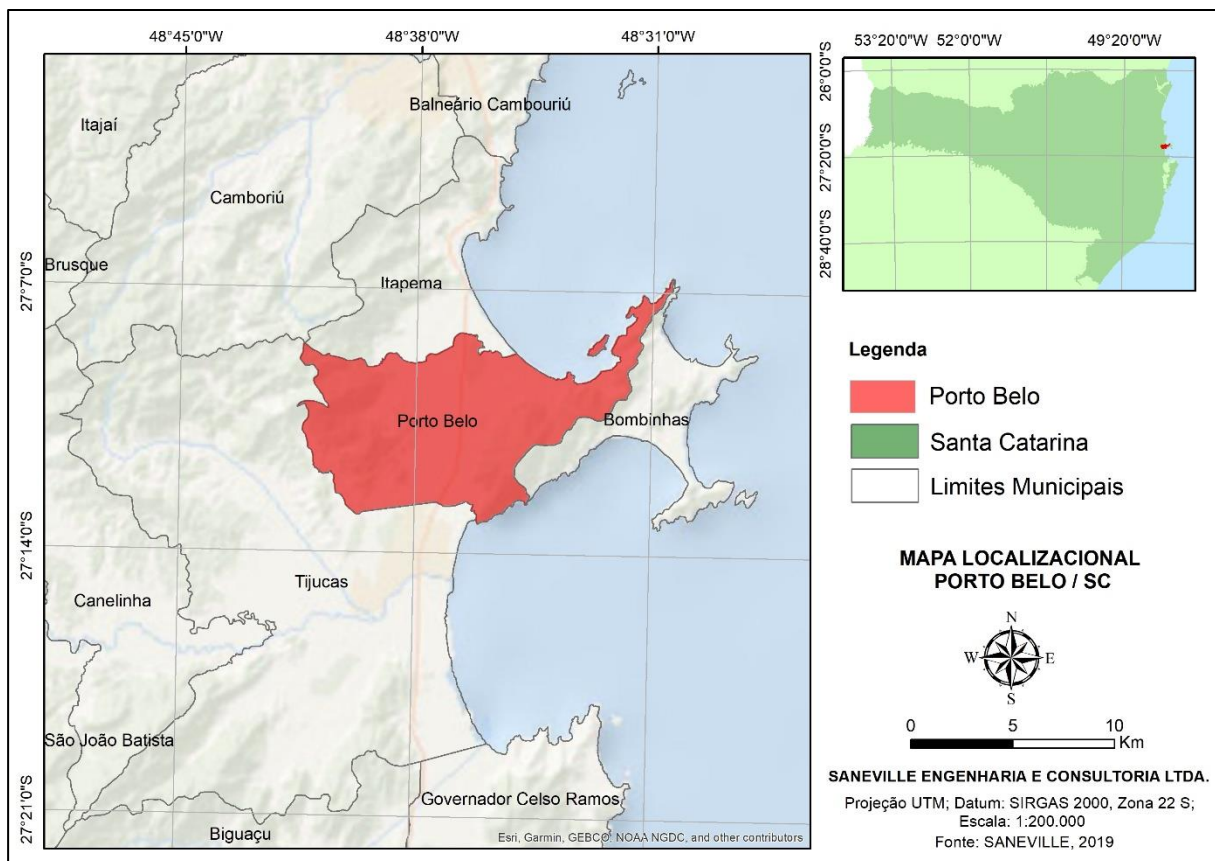 48°45'0"W 48°38'0"W 48°31'0"W
Balneário Cambouriú
Itajaí
Camboriú
Brusque
27°7'0"S
Itapema
Porto Belo
Bombinhas
27°14'0"S
Tijucas
Canelinha
São João Batista
27°21'0"S
Governador Celso Ramos
Biguaçu
Esri, Garmin, GEBCO, NOAA NGDC, and other contributors
53°20'0"W 52°0'0"W 49°20'0"W
26°0'0"S
27°20'0"S
28°40'0"S
Legenda
Porto Belo
Santa Catarina
Limites Municipais
MAPA LOCALIZACIONAL
PORTO BELO / SC
N
W E
S
0 5 10
Km
SANEVILLE ENGENHARIA E CONSULTORIA LTDA.
Projeção UTM; Datum: SIRGAS 2000, Zona 22 S;
Escala: 1:200.000
Fonte: SANEVILLE, 2019